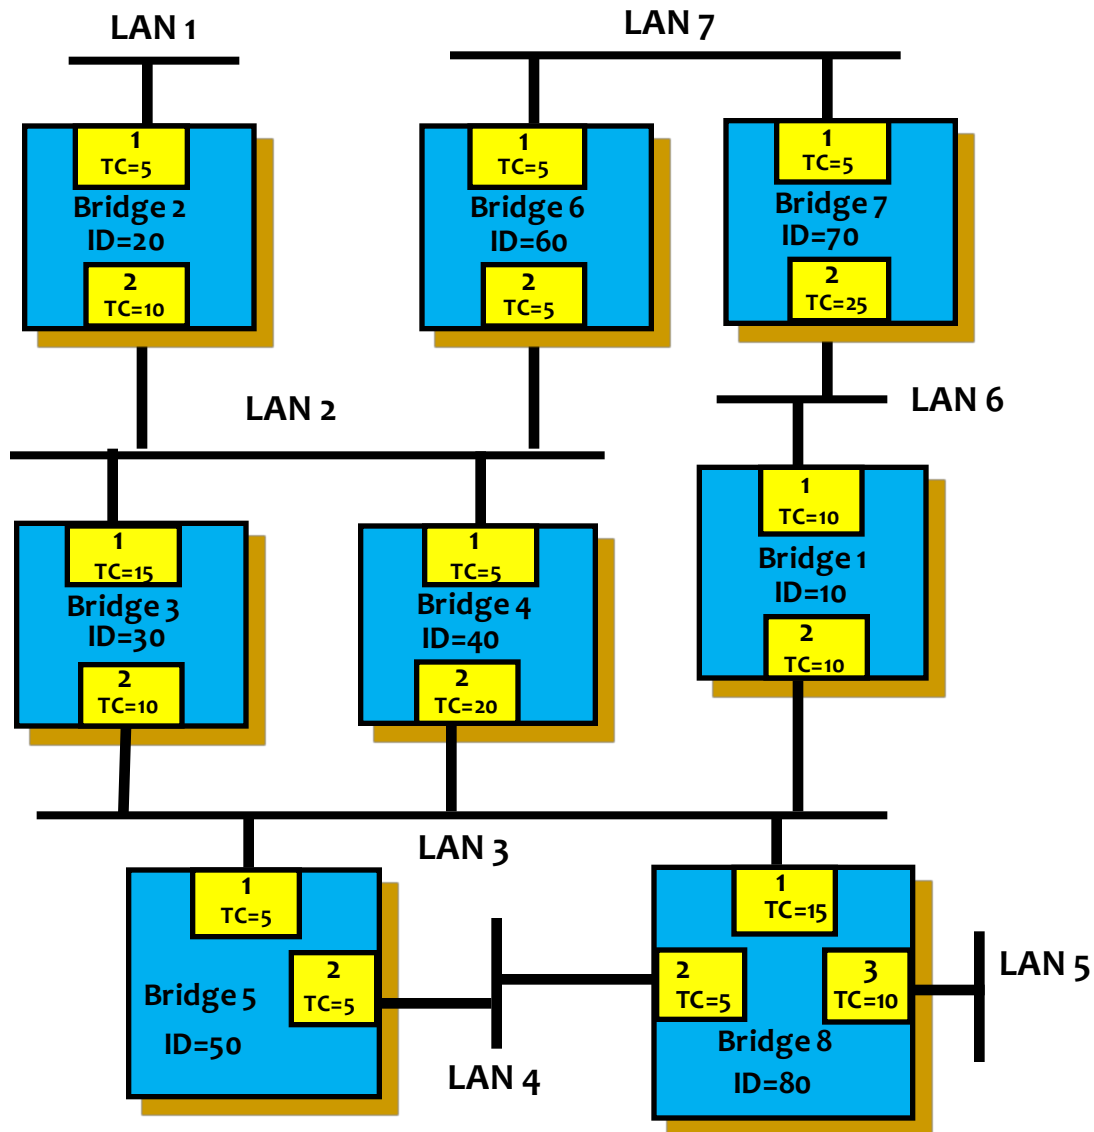 LAN 1
LAN 7
1
TC=5
Bridge 2
ID=20
2
TC=10
1
TC=5
Bridge 6
ID=60
2
TC=5
1
TC=5
Bridge 7
ID=70
2
TC=25
LAN 2
LAN 6
1
TC=15
Bridge 3
ID=30
2
TC=10
1
TC=5
Bridge 4
ID=40
2
TC=20
1
TC=10
Bridge 1
ID=10
2
TC=10
LAN 3
1
TC=5
2
TC=5
Bridge 5
ID=50
LAN 4
1
TC=15
2
TC=5
3
TC=10
Bridge 8
ID=80
LAN 5